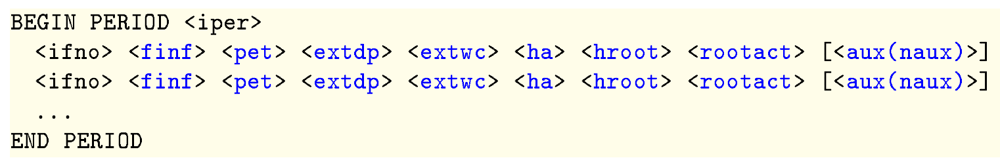 BEGIN PERIOD <iper>
<ifno> <finf> <pet> <extdp> <extwc> <ha> <hroot> <rootact> [<aux(naux)>]
<ifno> <finf> <pet> <extdp> <extwc> <ha> <hroot> <rootact> [<aux(naux)>]
...
END PERIOD